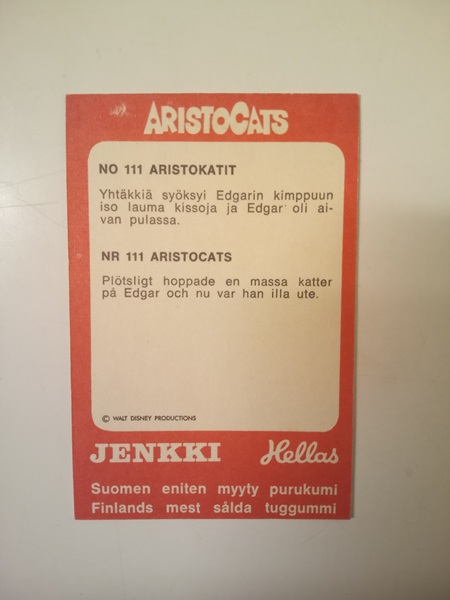 ARISTOCATS
NO 111 ARISTOKATIT
Yhtäkkiä syöksyi Edgarin kimppuun
iso lauma kissoja ja Edgar oli ai-
van pulassa.
NR 111 ARISTOCATS
Plötsligt hoppade en massa katter
på Edgar och nu var han illa ute.
© WALT DISNEY PRODUCTIONS
JENKKI Hellas
Suomen eniten myyty purukumi
Finlands mest sålda tuggummi